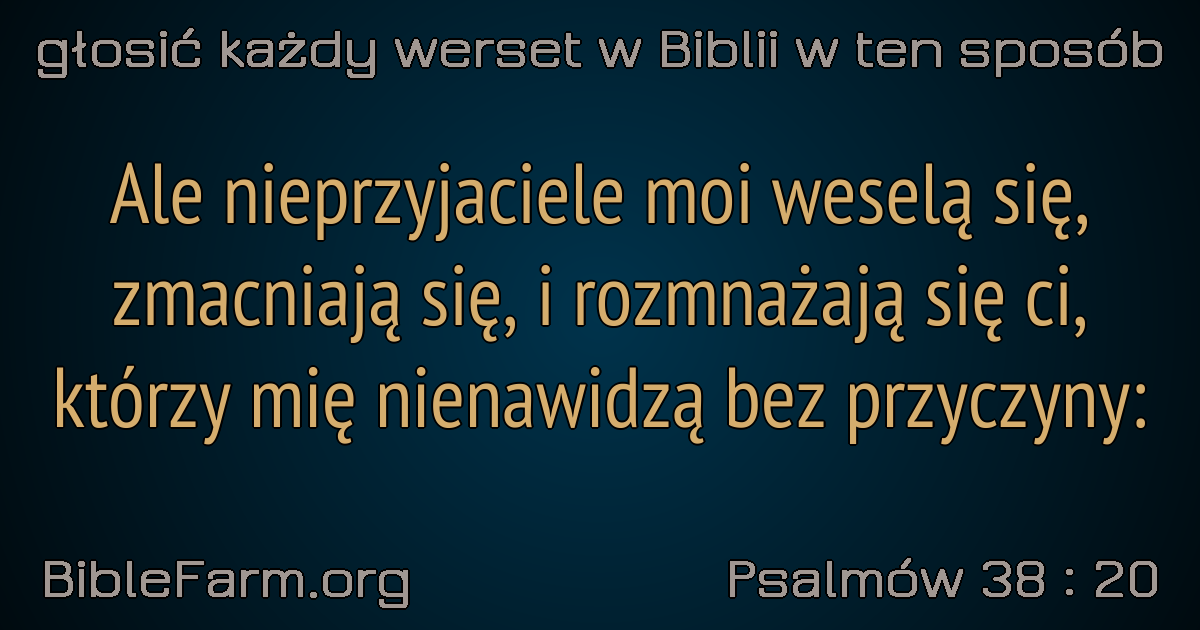 głosić każdy werset w Biblii w ten sposób
Ale nieprzyjaciele moi weselą się,
zmacniają się, i rozmnażają się ci,
którzy mię nienawidzą bez przyczyny:
BibleFarm.org
Psalmów 38 : 20